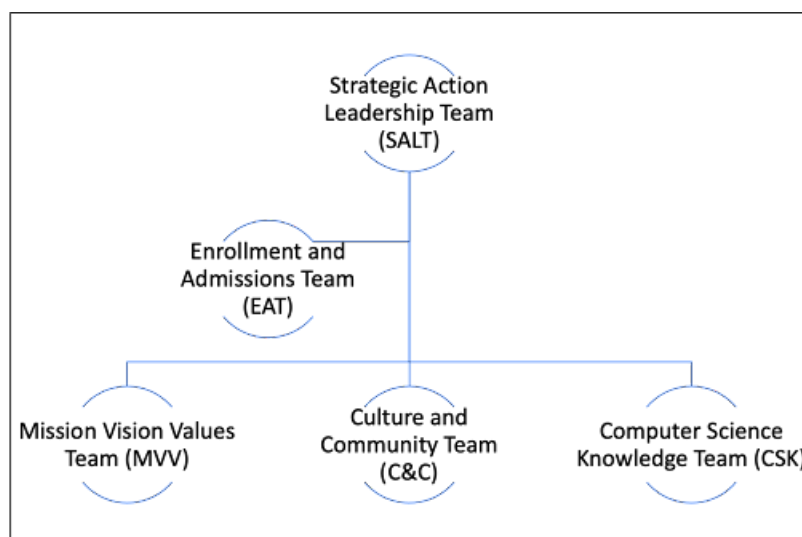 Strategic Action
Leadership Team
(SALT)
Enrollment and
Admissions Team
(EAT)
Mission Vision Values
Team (MVV)
Culture and
Community Team
(C&C)
Computer Science
Knowledge Team (CSK)